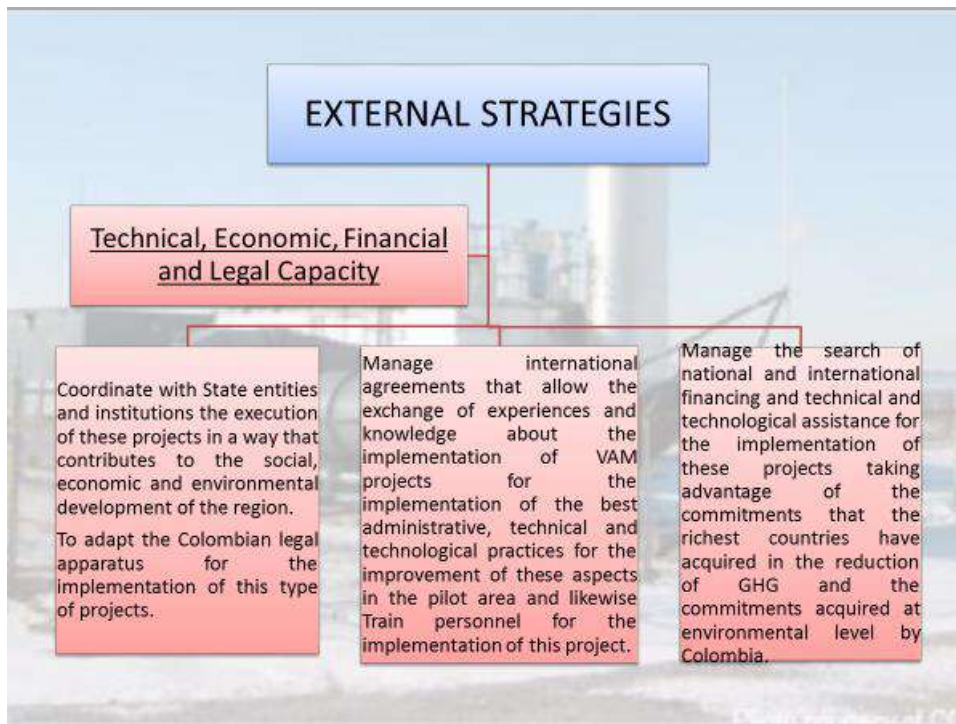 EXTERNAL STRATEGIES
Technical, Economic, Financial
and Legal Capacity
Coordinate with State entities
and institutions the execution
of these projects in a way that
contributes to the social,
economic and environmental
development of the region.
To adapt the Colombian legal
apparatus for the
implementation of this type
of projects.
Manage international
agreements that allow the
exchange of experiences and
knowledge about the
implementation of VAM
projects for the
implementation of the best
administrative, technical and
technological practices for the
improvement of these aspects
in the pilot area and likewise
Train personnel for the
implementation of this project.
Manage the search of
national and international
financing and technical and
technological assistance for
the implementation of
these projects taking
advantage of the
commitments that the
richest countries have
acquired in the reduction
of GHG and the
commitments acquired at
environmental level by
Colombia.